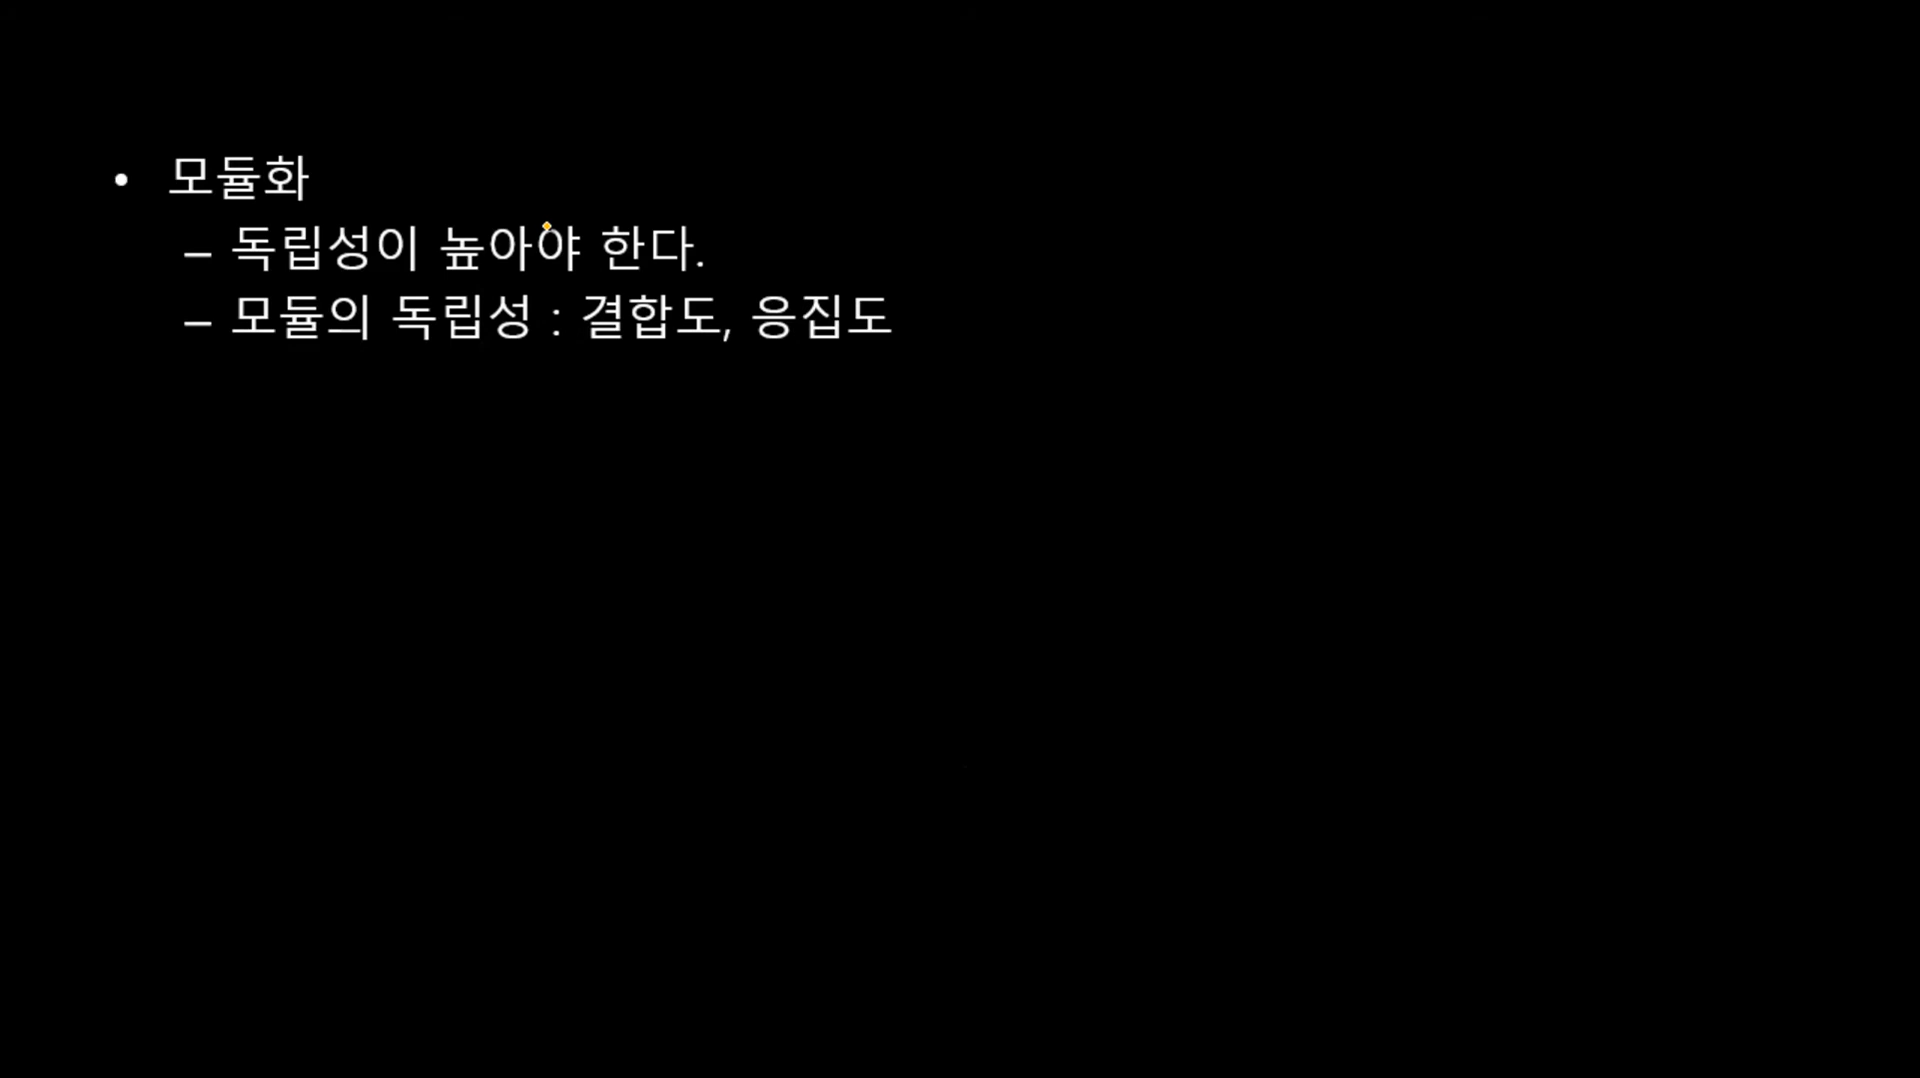 • 모듈화
– 독립성이 높아야 한다.
– 모듈의 독립성 : 결합도, 응집도